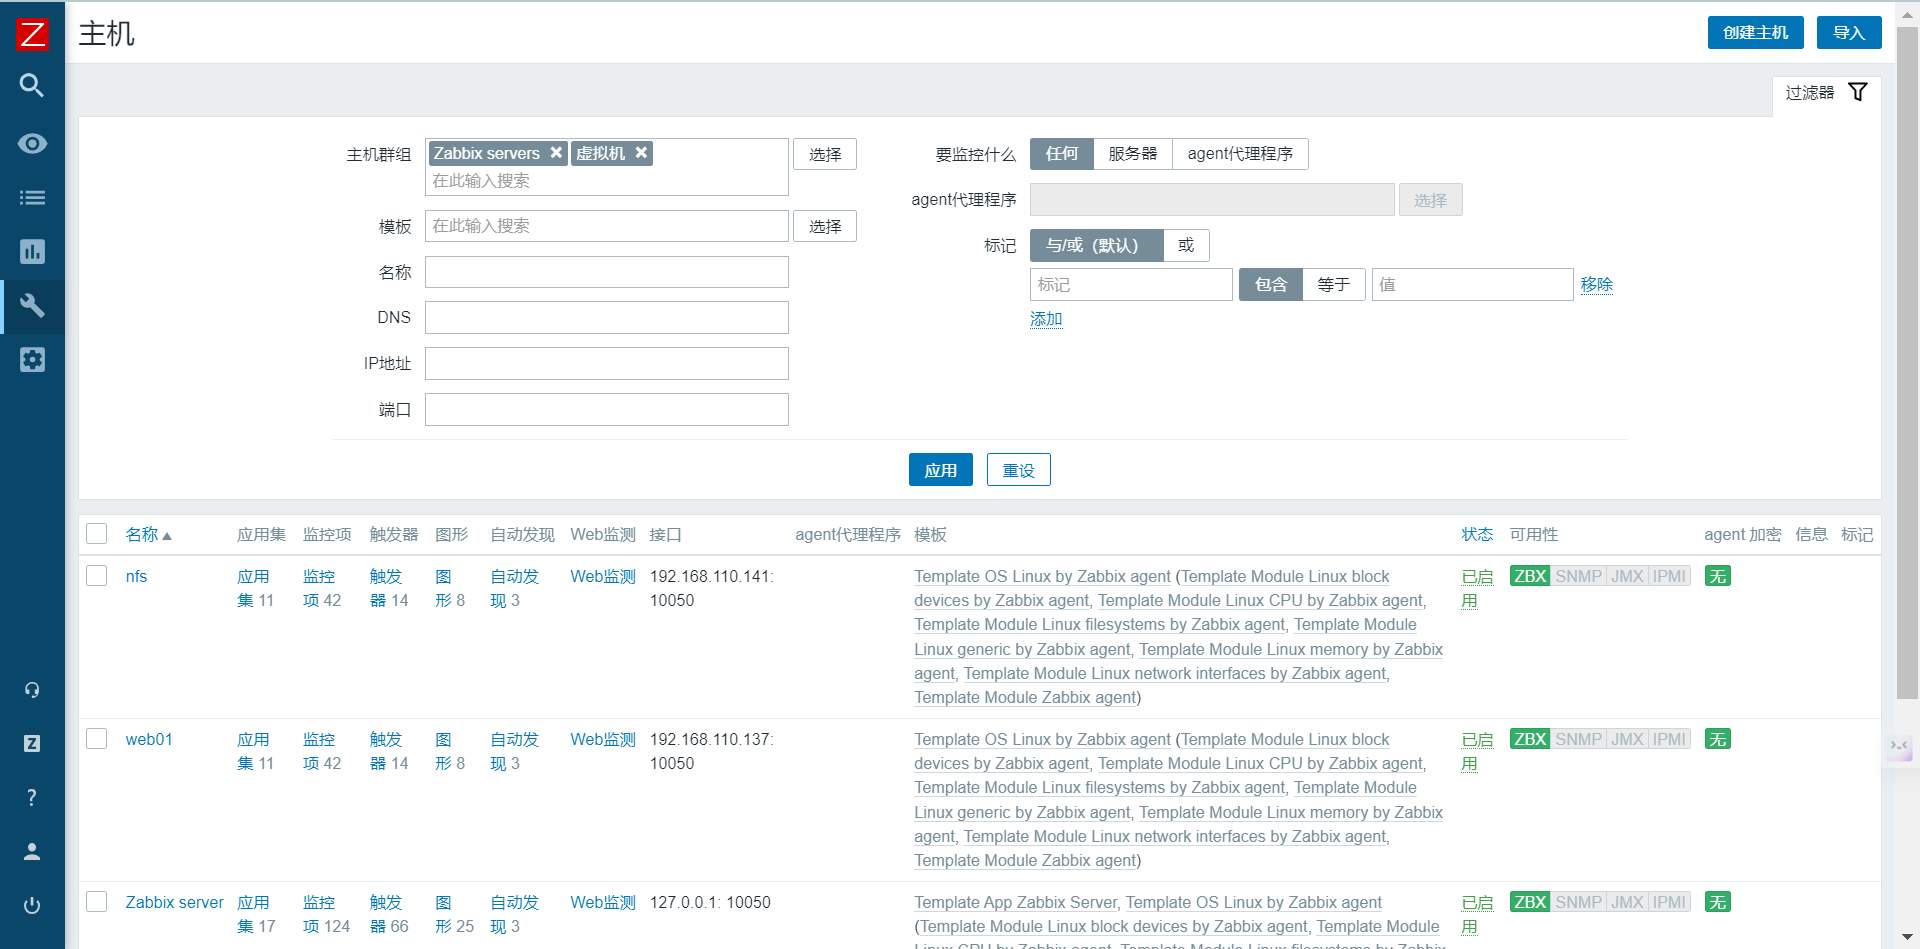 Z
主机
创建主机
导入
过滤器
主机群组
Zabbix servers ✖ 虚拟机 ✖
在此输入搜索
选择
模板
在此输入搜索
选择
名称
DNS
IP地址
端口
要监控什么
任何 服务器 agent代理程序
agent代理程序
选择
标记
与/或（默认） 或
标记 包含 等于 值 移除
添加
应用 重设
名称 应用集 监控项 触发器 图形 自动发现 Web监测 接口 agent代理程序 模板 状态 可用性 agent 加密 信息 标记
nfs 应用 监控 触发 图 自动发 Web监测 192.168.110.141: Template OS Linux by Zabbix agent (Template Module Linux block 已启 ZBX SNMP JMX IPMI 无
集 11 项 42 器 14 形 8 现 3 10050 devices by Zabbix agent, Template Module Linux CPU by Zabbix agent, 用
Template Module Linux filesystems by Zabbix agent, Template Module
Linux generic by Zabbix agent, Template Module Linux memory by Zabbix
agent, Template Module Linux network interfaces by Zabbix agent,
Template Module Zabbix agent)
web01 应用 监控 触发 图 自动发 Web监测 192.168.110.137: Template OS Linux by Zabbix agent (Template Module Linux block 已启 ZBX SNMP JMX IPMI 无
集 11 项 42 器 14 形 8 现 3 10050 devices by Zabbix agent, Template Module Linux CPU by Zabbix agent, 用
Template Module Linux filesystems by Zabbix agent, Template Module
Linux generic by Zabbix agent, Template Module Linux memory by Zabbix
agent, Template Module Linux network interfaces by Zabbix agent,
Template Module Zabbix agent)
Zabbix server 应用 监控 触发 图 自动发 Web监测 127.0.0.1: 10050 Template App Zabbix Server, Template OS Linux by Zabbix agent 已启 ZBX SNMP JMX IPMI 无
集 17 项 124 器 66 形 25 现 3 (Template Module Linux block devices by Zabbix agent, Template Module 用
Linux CPU by Zabbix agent, Template Module Linux filesystems by Zabbix
Z
?